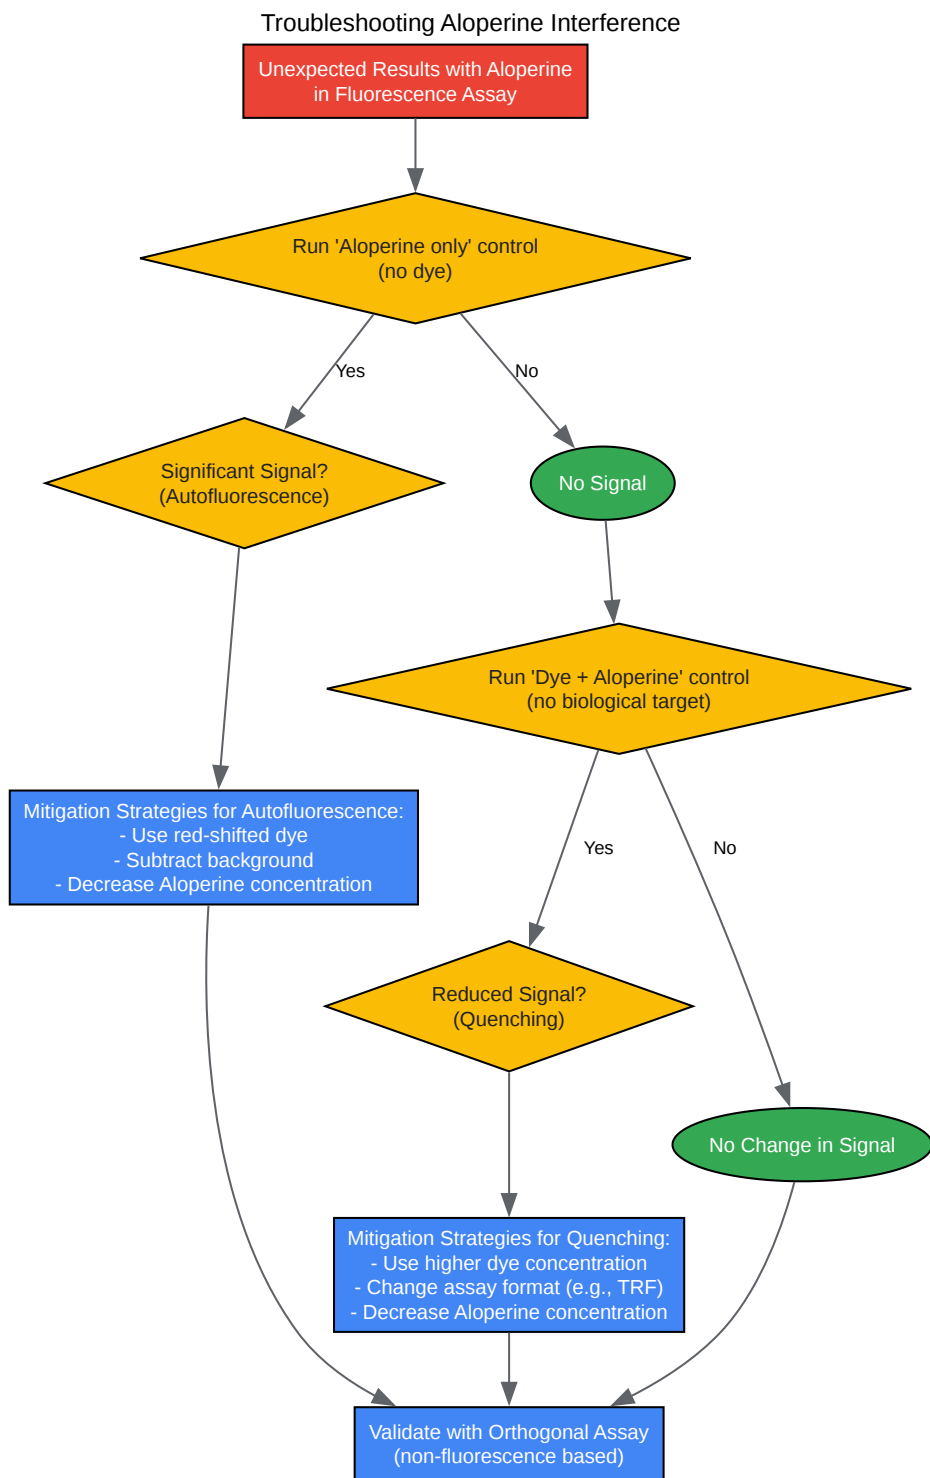 Troubleshooting Aloperine Interference
Unexpected Results with Aloperine
in Fluorescence Assay
Run 'Aloperine only' control
(no dye)
Yes
No
Significant Signal?
(Autofluorescence)
No Signal
Run 'Dye + Aloperine' control
(no biological target)
Mitigation Strategies for Autofluorescence:
- Use red-shifted dye
- Subtract background
- Decrease Aloperine concentration
Yes
No
Reduced Signal?
(Quenching)
No Change in Signal
Mitigation Strategies for Quenching:
- Use higher dye concentration
- Change assay format (e.g., TRF)
- Decrease Aloperine concentration
Validate with Orthogonal Assay
(non-fluorescence based)